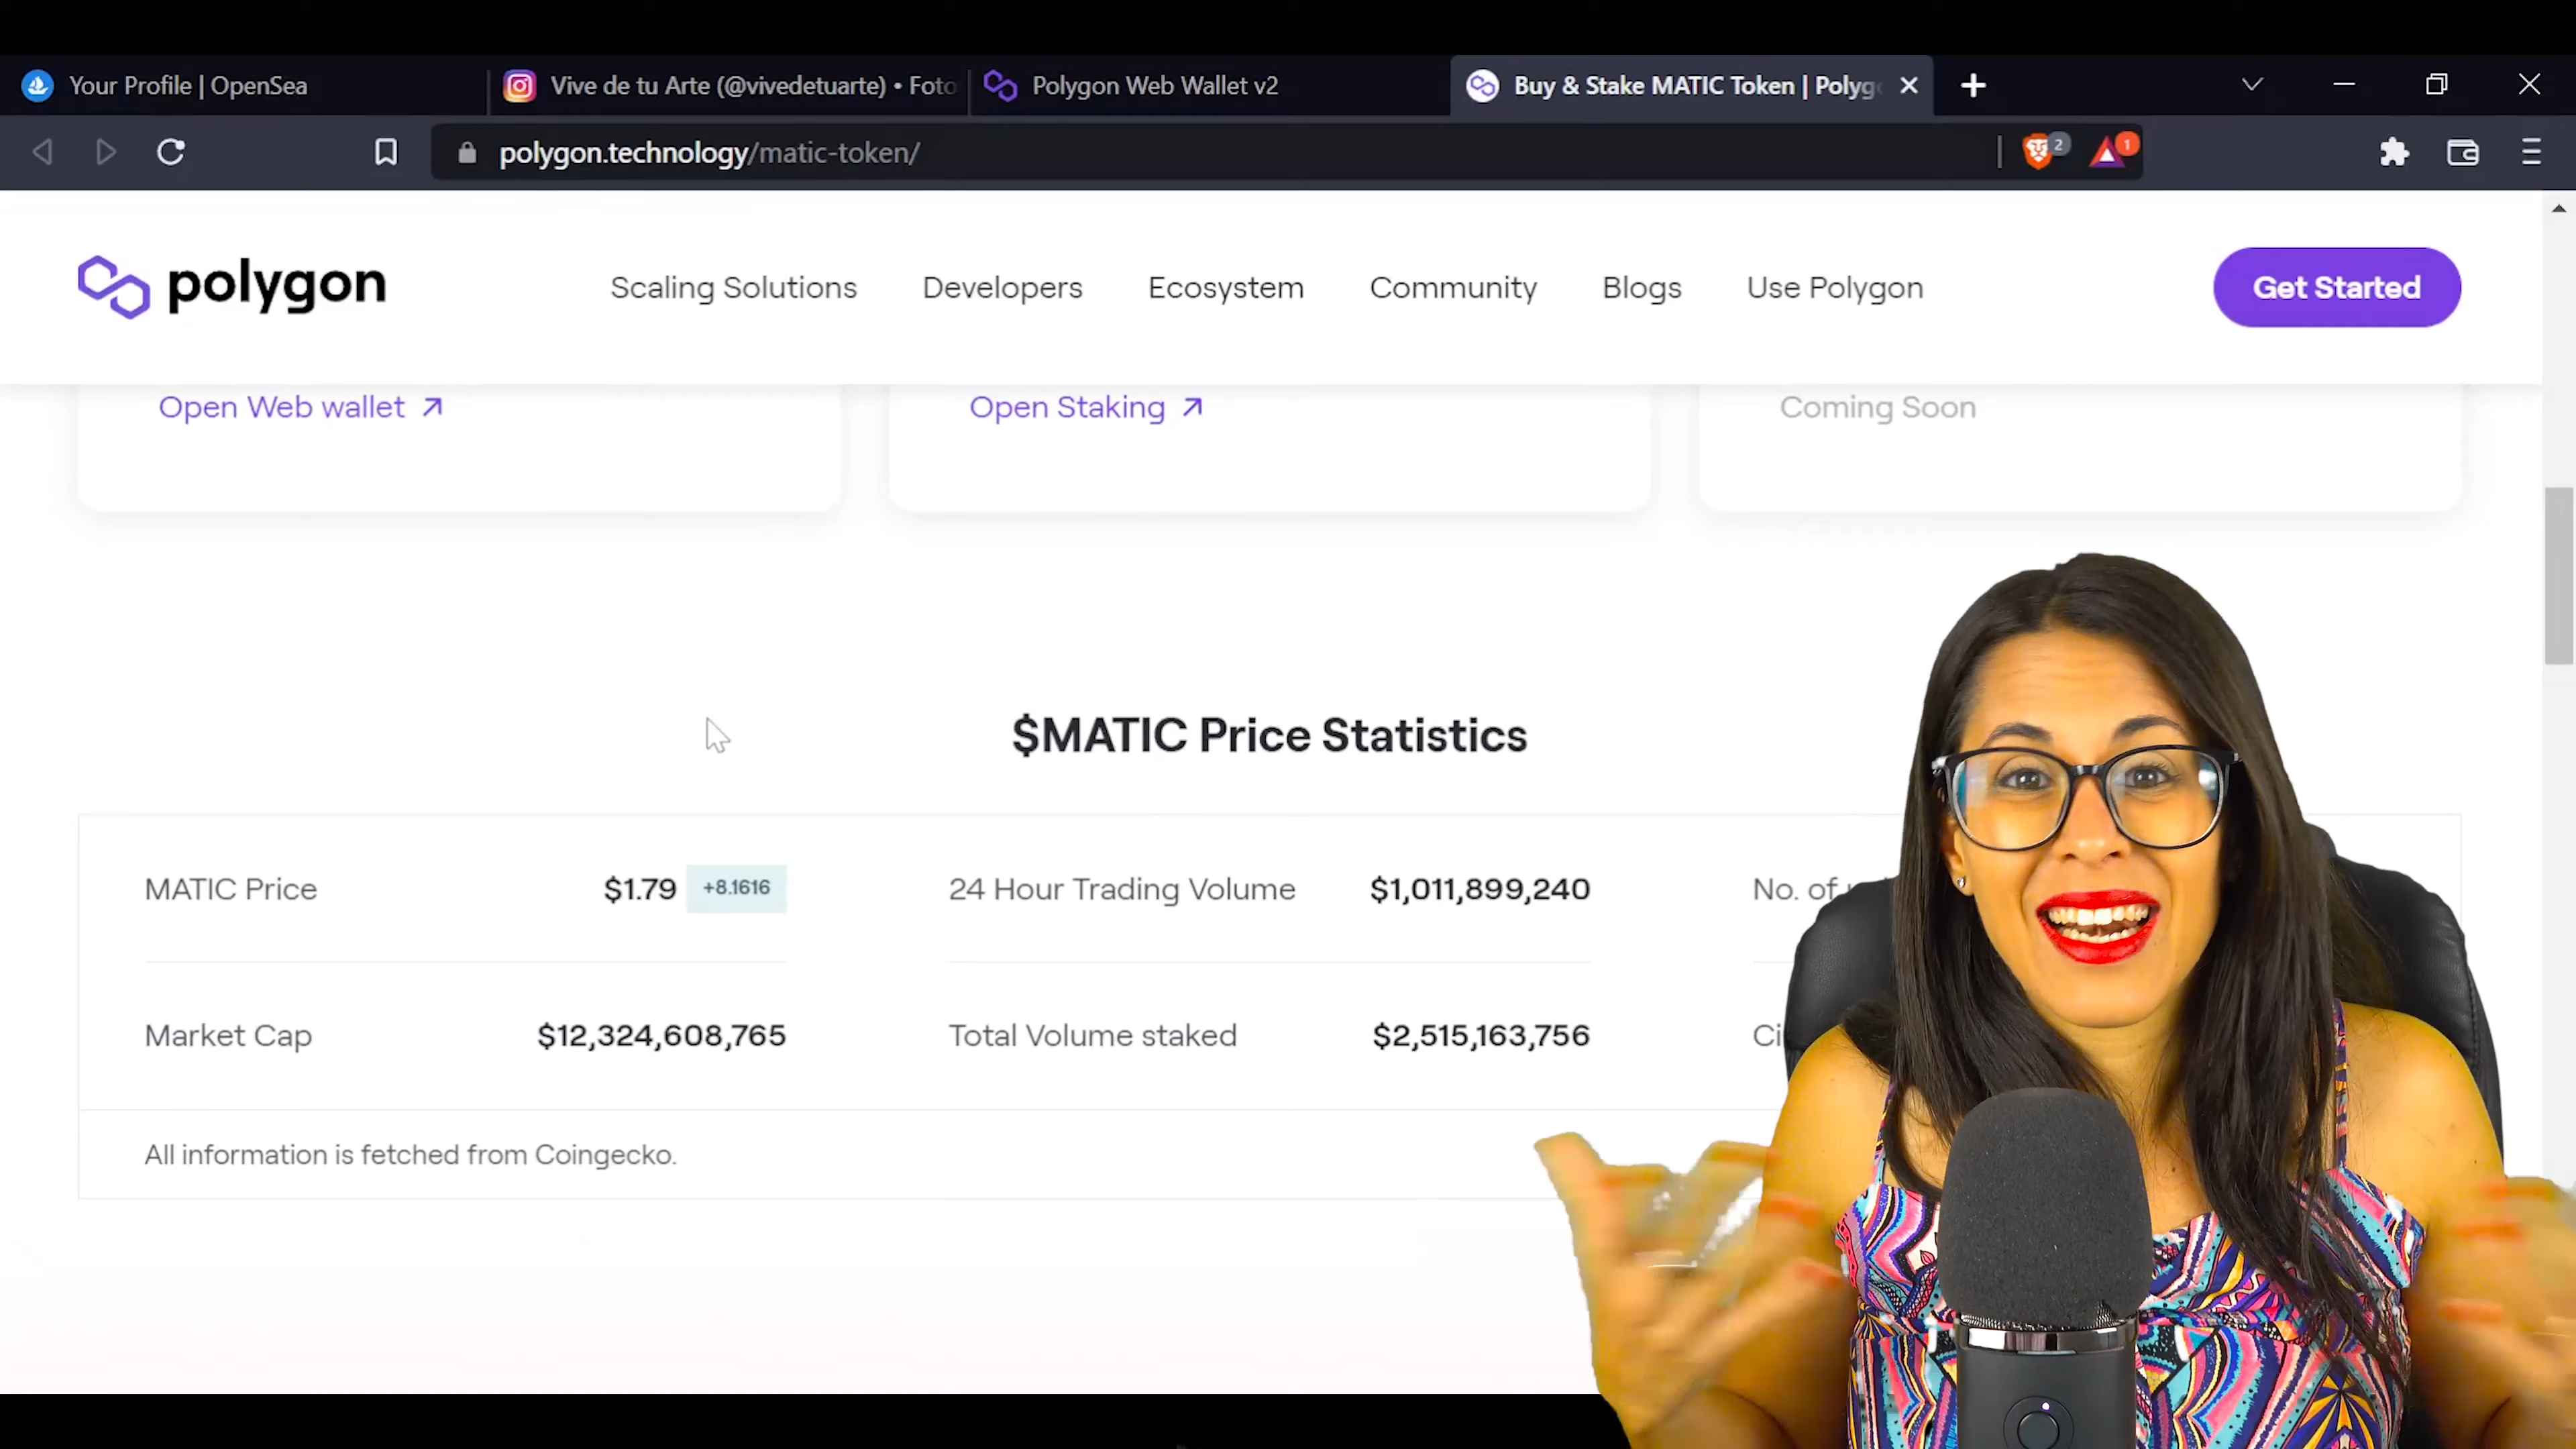 Your Profile | OpenSea
Vive de tu Arte (@vivedetuarte) • Foto
Polygon Web Wallet v2
Buy & Stake MATIC Token | Polyg
polygon.technology/matic-token/
2
1
polygon
Scaling Solutions
Developers
Ecosystem
Community
Blogs
Use Polygon
Get Started
Open Web wallet
Open Staking
Coming Soon
$MATIC Price Statistics
MATIC Price $1.79 +8.1616
24 Hour Trading Volume $1,011,899,240
No. of
Market Cap $12,324,608,765
Total Volume staked $2,515,163,756
All information is fetched from Coingecko.